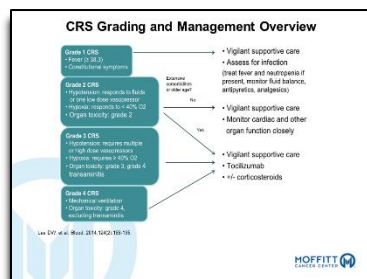 CRS Grading and Management Overview
Grade 1 CRS
• Fever (≥ 38.3)
• Constitutional symptoms
Grade 2 CRS
• Hypotension: responds to fluids or one low dose vasopressor
• Hypoxia: responds to < 40% O2
• Organ toxicity: grade 2
Grade 3 CRS
• Hypotension: requires multiple or high dose vasopressors
• Hypoxia: requires ≥ 40% O2
• Organ toxicity: grade 3, grade 4 transaminitis
Grade 4 CRS
• Mechanical ventilation
• Organ toxicity: grade 4, excluding transaminitis
Extensive comorbidities or older age?
No
Yes
• Vigilant supportive care
• Assess for infection
(treat fever and neutropenia if present, monitor fluid balance, antipyretics, analgesics)
• Vigilant supportive care
• Monitor cardiac and other organ function closely
• Vigilant supportive care
• Tocilizumab
• +/- corticosteroids
Lee DW, et al. Blood. 2014;124(2):188-195.
MOFFITT
CANCER CENTER